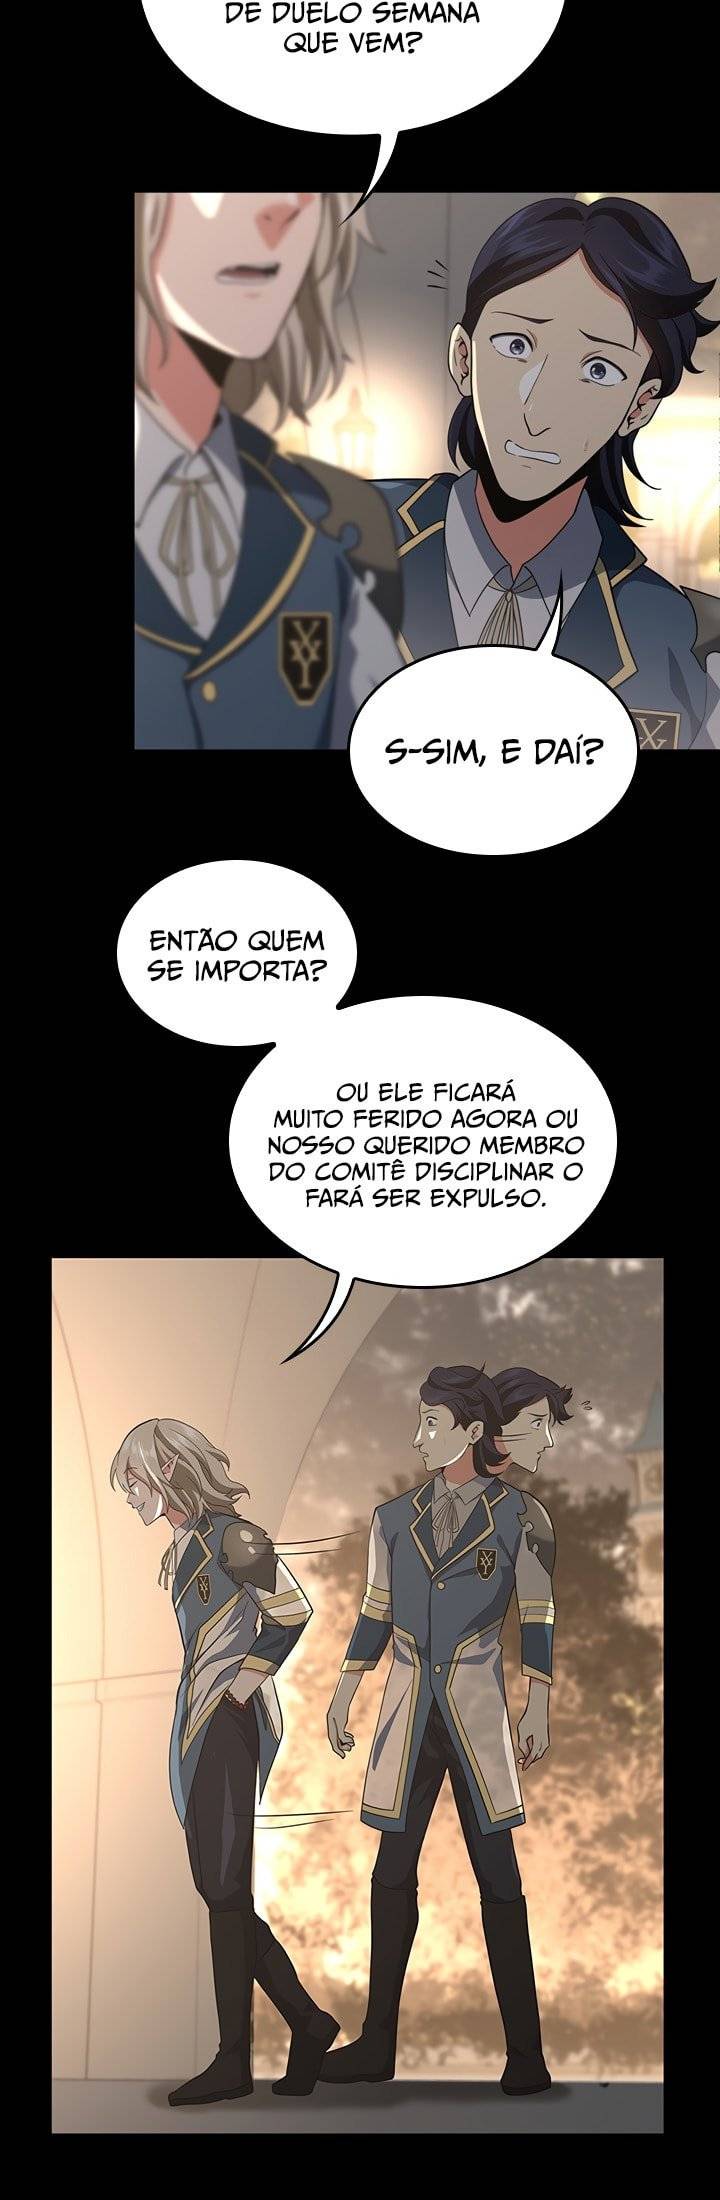 DE DUELO SEMANA
QUE VEM?
S-SIM, E DAÍ?
ENTÃO QUEM
SE IMPORTA?
OU ELE FICARÁ
MUITO FERIDO AGORA OU
NOSSO QUERIDO MEMBRO
DO COMITÊ DISCIPLINAR O
FARÁ SER EXPULSO.